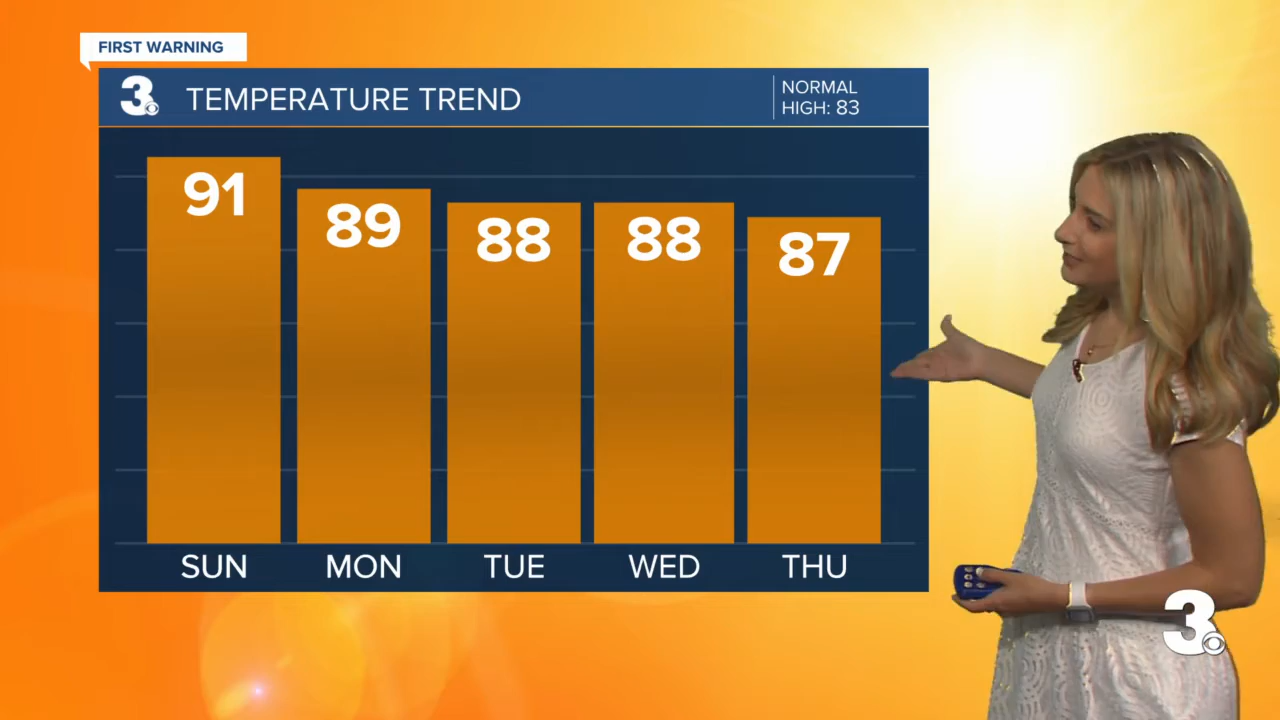 FIRST WARNING
3 TEMPERATURE TREND
NORMAL
HIGH: 83
91 89 88 88 87
SUN MON TUE WED THU
3